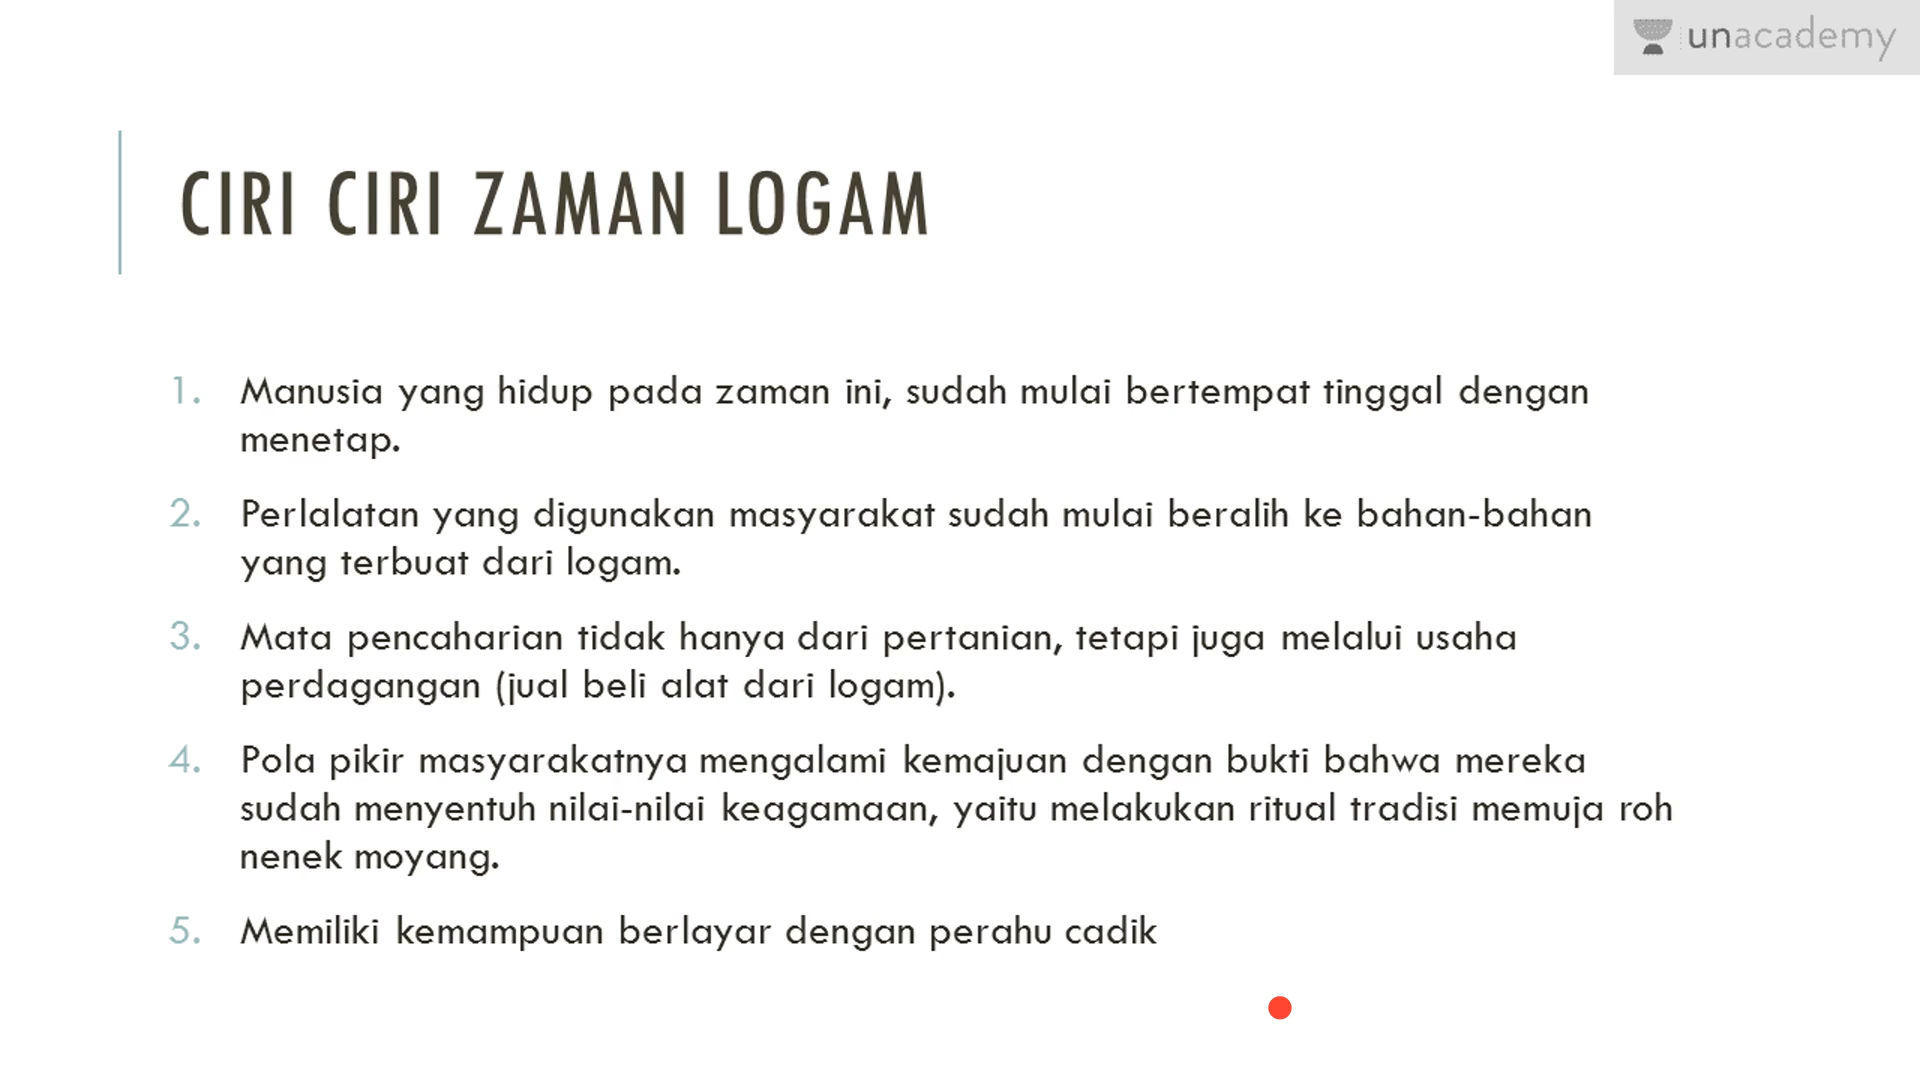 unacademy
CIRI CIRI ZAMAN LOGAM
1. Manusia yang hidup pada zaman ini, sudah mulai bertempat tinggal dengan
menetap.
2. Perlalatan yang digunakan masyarakat sudah mulai beralih ke bahan-bahan
yang terbuat dari logam.
3. Mata pencaharian tidak hanya dari pertanian, tetapi juga melalui usaha
perdagangan (jual beli alat dari logam).
4. Pola pikir masyarakatnya mengalami kemajuan dengan bukti bahwa mereka
sudah menyentuh nilai-nilai keagamaan, yaitu melakukan ritual tradisi memuja roh
nenek moyang.
5. Memiliki kemampuan berlayar dengan perahu cadik